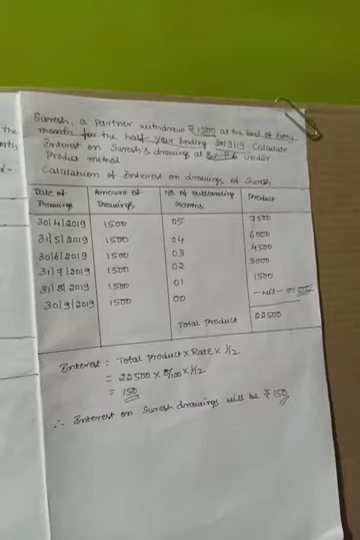 the
Suresh, a Partner withdrew ₹1500 at the end of every
month for the half year ending 30/9/19. Calculate
Interest on Suresh's drawings at under
Product method
Calculation of Interest on drawings of Suresh
Date of Drawings Amount of Drawings No. of outstanding Months Product
30/4/2019 1500 05 7500
31/5/2019 1500 04 6000
30/6/2019 1500 03 4500
31/7/2019 1500 02 3000
31/8/2019 1500 01 1500
30/9/2019 1500 00 - Nil -
Total Product 22500
Interest = Total product × Rate × 1/12
= 22500 × 8/100 × 1/12
= 150
∴ Interest on Suresh drawings will be ₹ 150